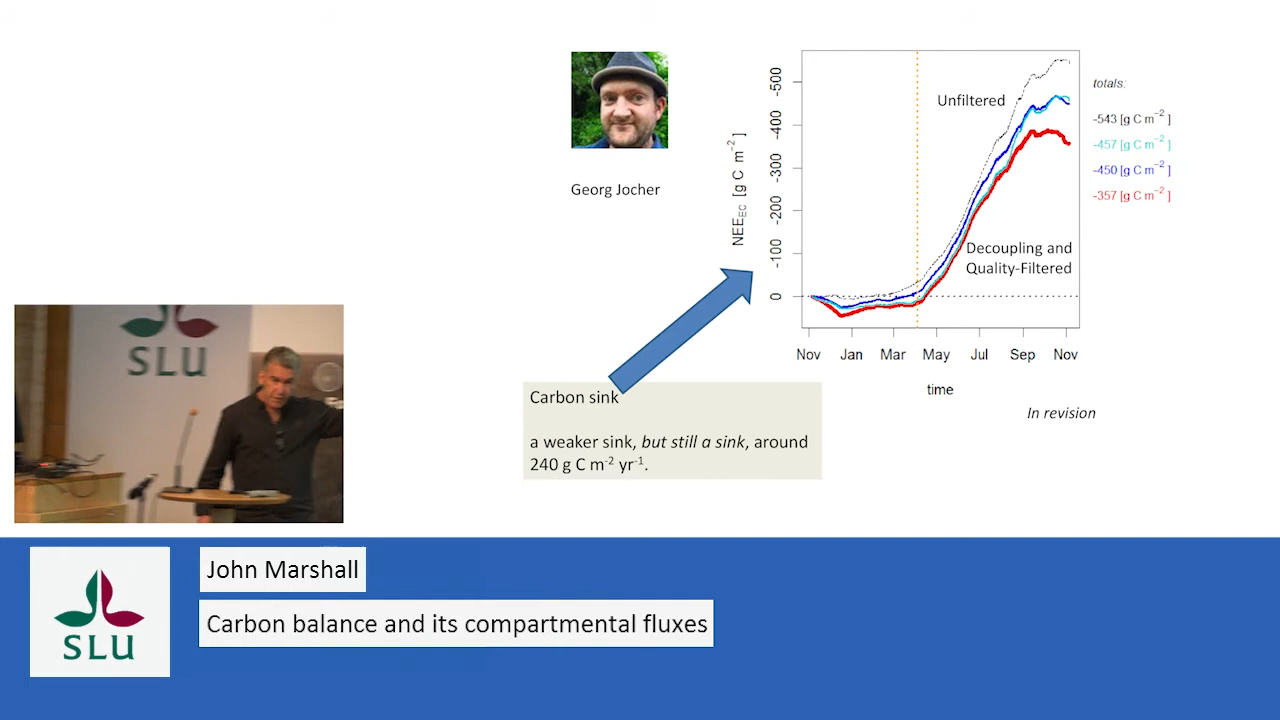 Georg Jocher
NEE_EC [g C m⁻²]
-500
-400
-300
-200
-100
0
Unfiltered
Decoupling and
Quality-Filtered
Nov Jan Mar May Jul Sep Nov
time
totals:
-543 [g C m⁻²]
-457 [g C m⁻²]
-450 [g C m⁻²]
-357 [g C m⁻²]
In revision
Carbon sink
a weaker sink, but still a sink, around
240 g C m⁻² yr⁻¹.
SLU
SLU
John Marshall
Carbon balance and its compartmental fluxes